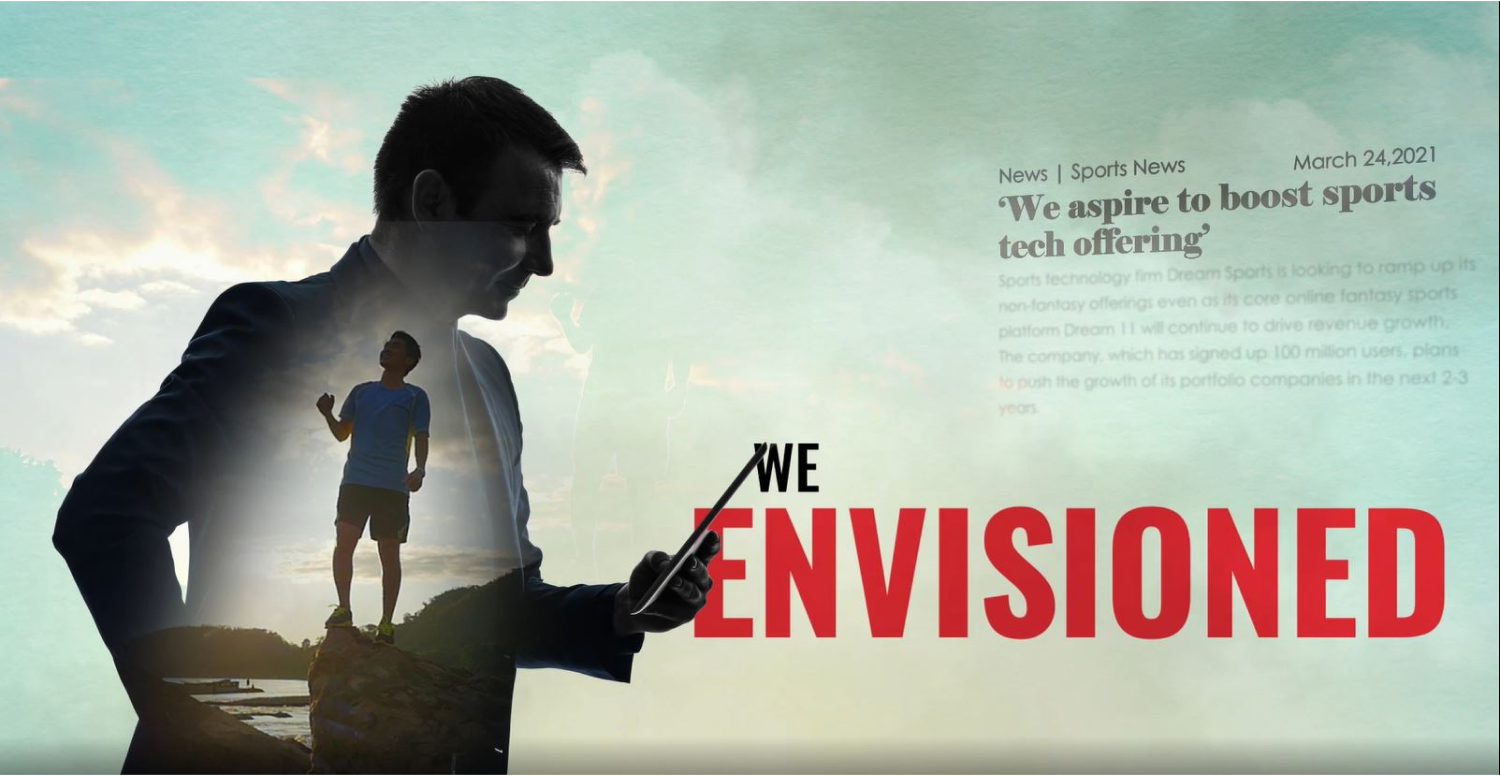 News | Sports News March 24,2021
‘We aspire to boost sports
tech offering’
Sports technology firm Dream Sports is looking to ramp up its
non-fantasy offerings even as its core online fantasy sports
platform Dream 11 will continue to drive revenue growth.
The company, which has signed up 100 million users, plans
to push the growth of its portfolio companies in the next 2-3
years.
WE
ENVISIONED